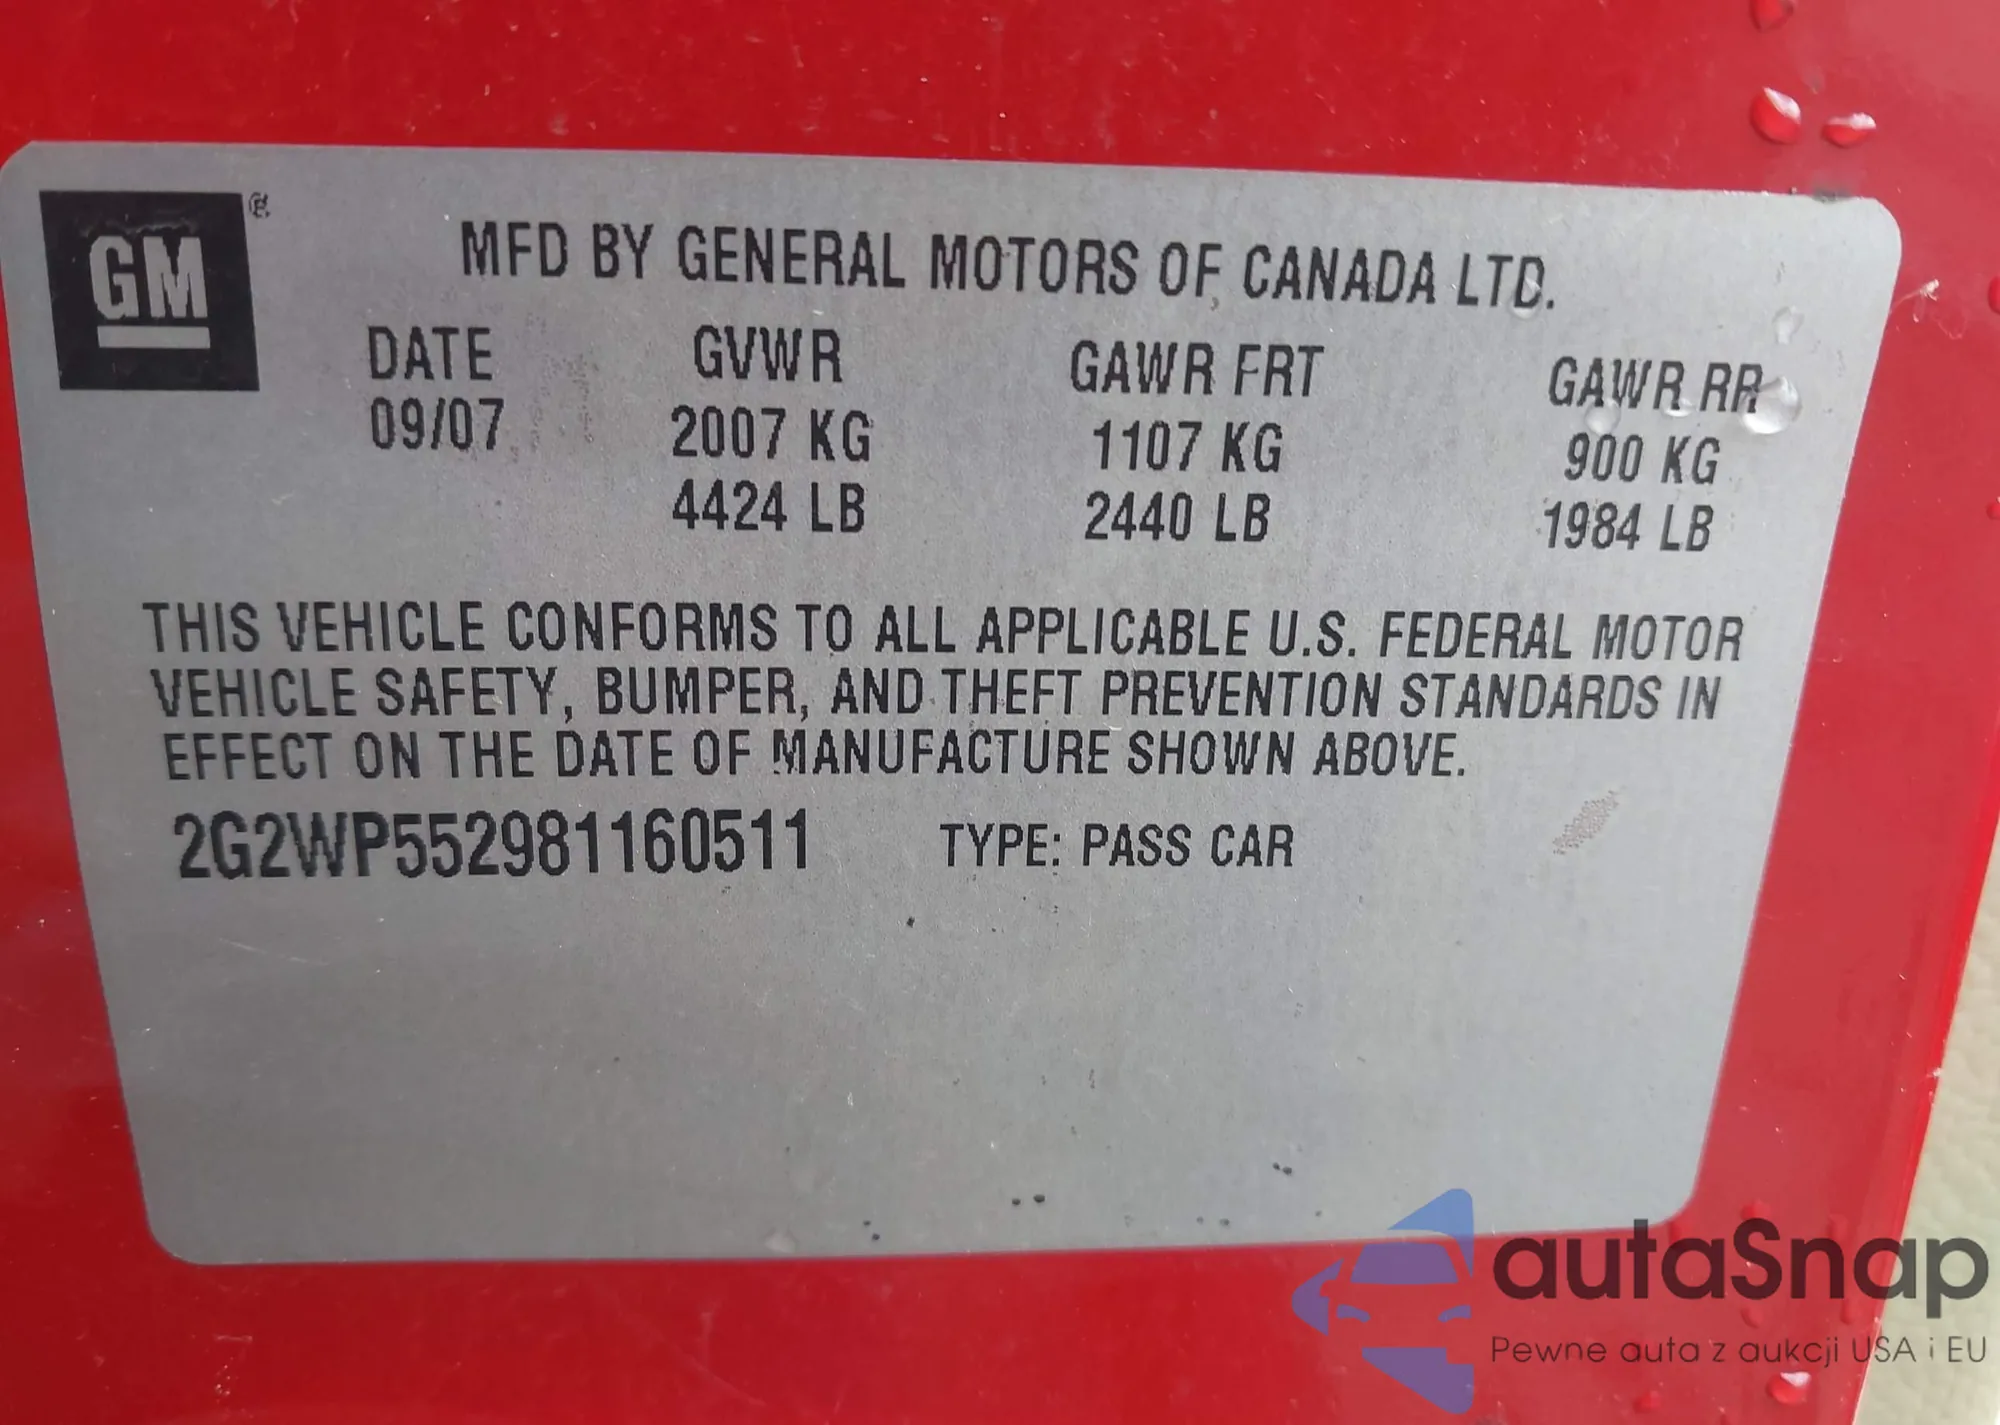 GM ®
MFD BY GENERAL MOTORS OF CANADA LTD.
DATE GVWR GAWR FRT GAWR RR
09/07 2007 KG 1107 KG 900 KG
4424 LB 2440 LB 1984 LB
THIS VEHICLE CONFORMS TO ALL APPLICABLE U.S. FEDERAL MOTOR
VEHICLE SAFETY, BUMPER, AND THEFT PREVENTION STANDARDS IN
EFFECT ON THE DATE OF MANUFACTURE SHOWN ABOVE.
2G2WP552981160511 TYPE: PASS CAR
autaSnap
Pewne auta z aukcji USA i EU